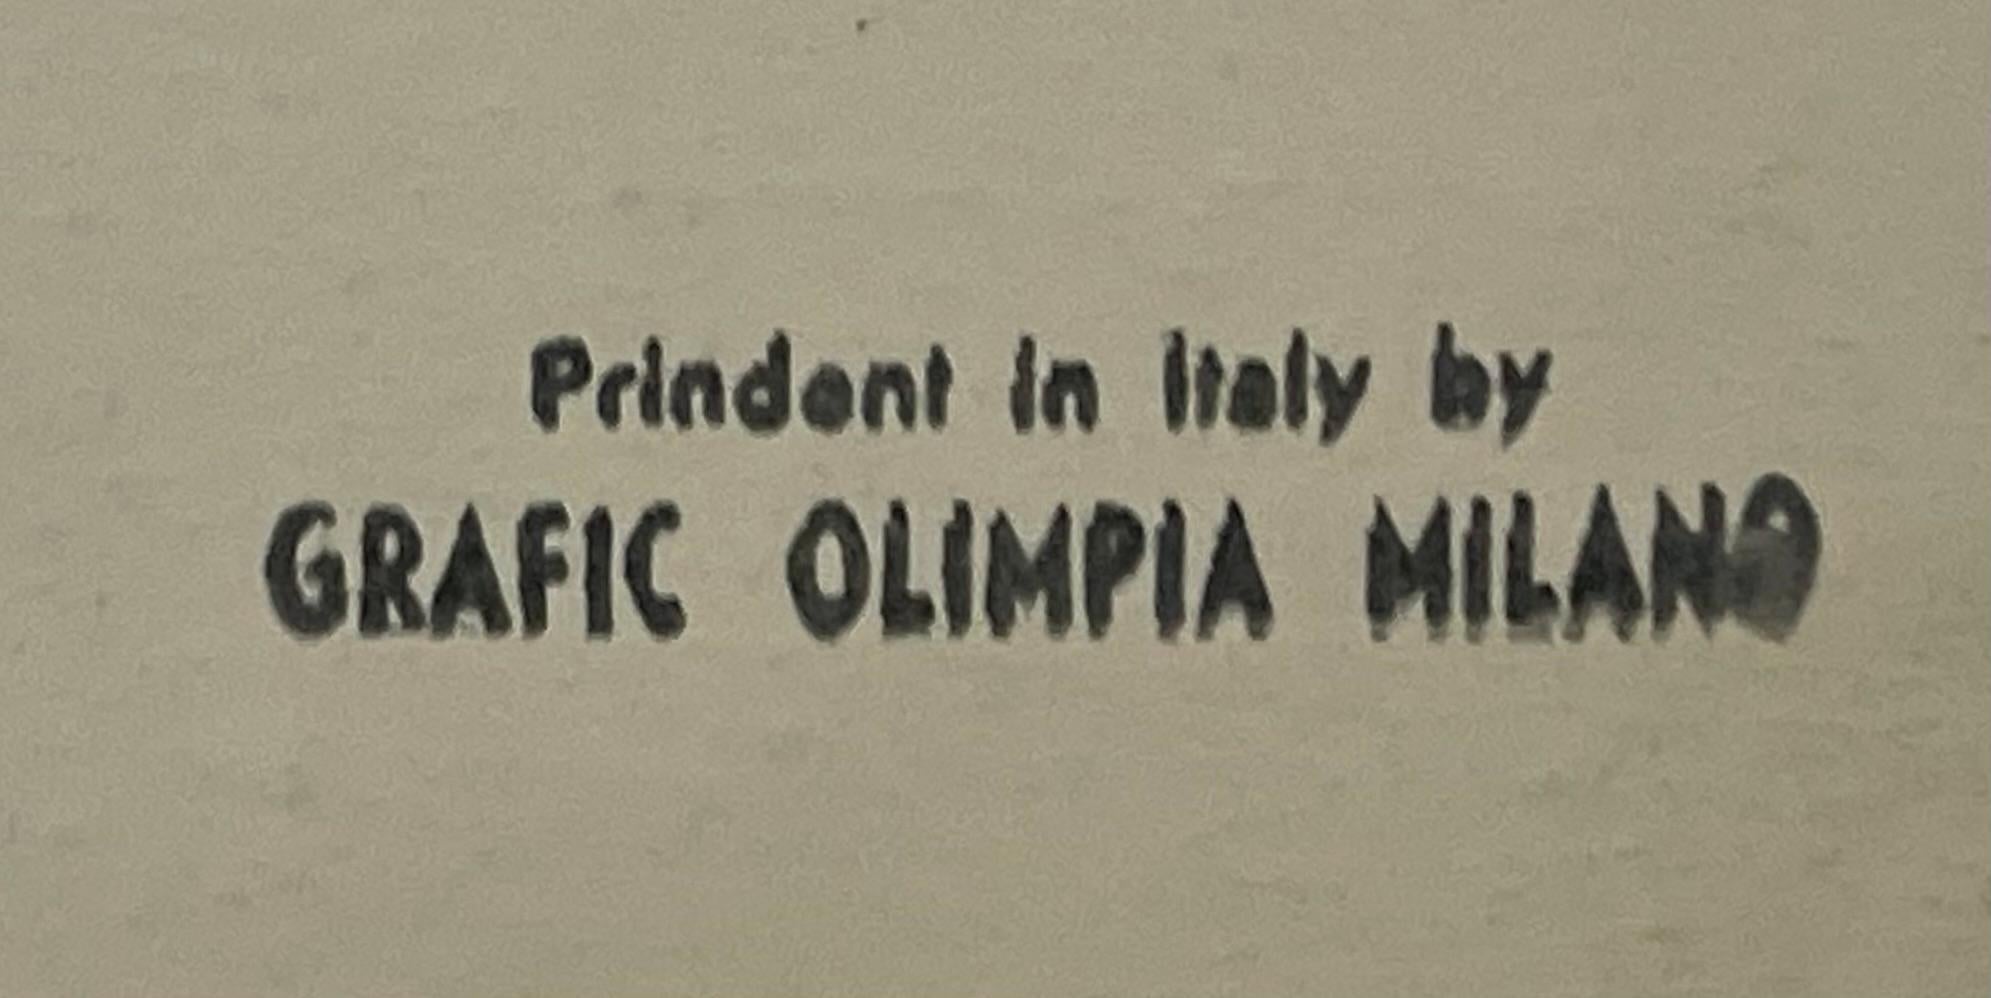 Prindent in Italy by
GRAFIC OLIMPIA MILANO